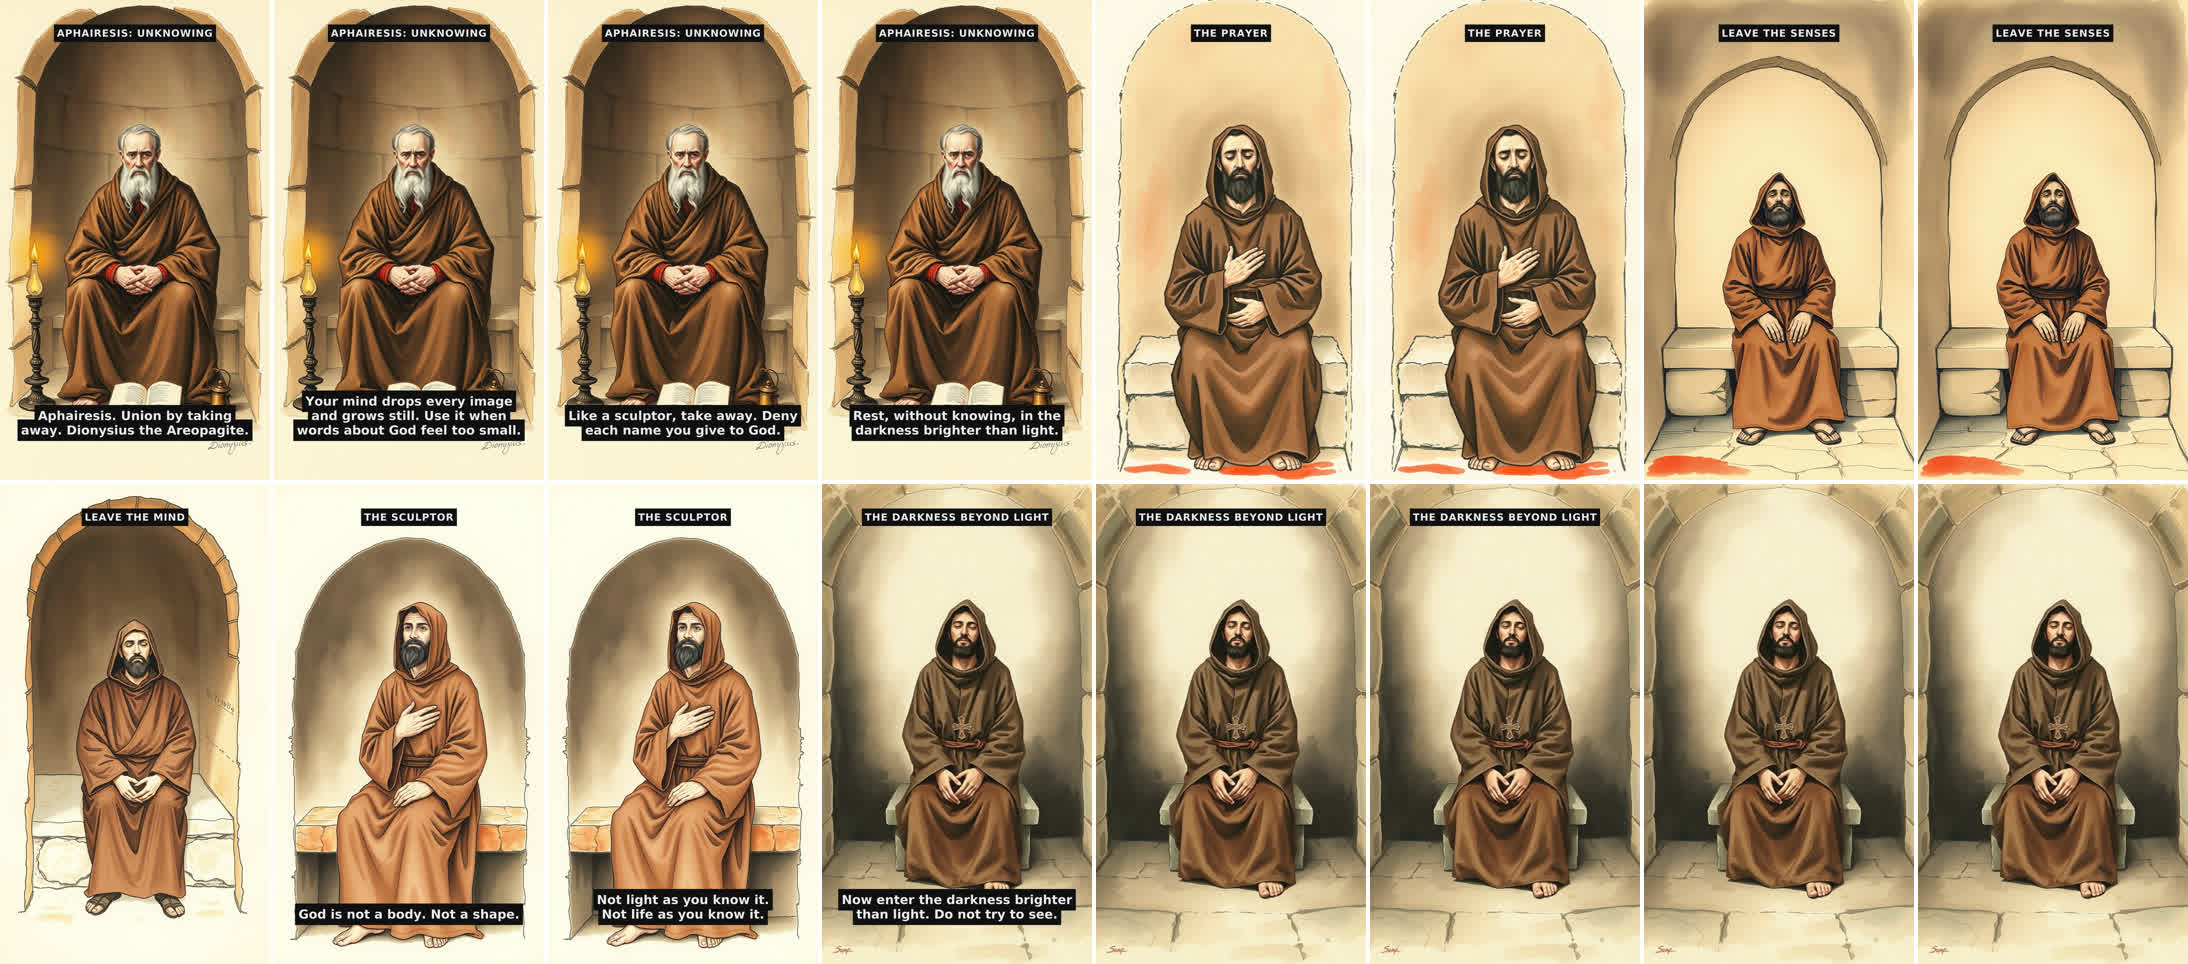 APHAIRESIS: UNKNOWING
Aphairesis. Union by taking
away. Dionysius the Areopagite.
Dionysius.
APHAIRESIS: UNKNOWING
Your mind drops every image
and grows still. Use it when
words about God feel too small.
Dionysius.
APHAIRESIS: UNKNOWING
Like a sculptor, take away. Deny
each name you give to God.
Dionysius.
APHAIRESIS: UNKNOWING
Rest, without knowing, in the
darkness brighter than light.
Dionysius.
THE PRAYER
THE PRAYER
LEAVE THE SENSES
LEAVE THE SENSES
LEAVE THE MIND
THE SCULPTOR
God is not a body. Not a shape.
THE SCULPTOR
Not light as you know it.
Not life as you know it.
THE DARKNESS BEYOND LIGHT
Now enter the darkness brighter
than light. Do not try to see.
THE DARKNESS BEYOND LIGHT
THE DARKNESS BEYOND LIGHT